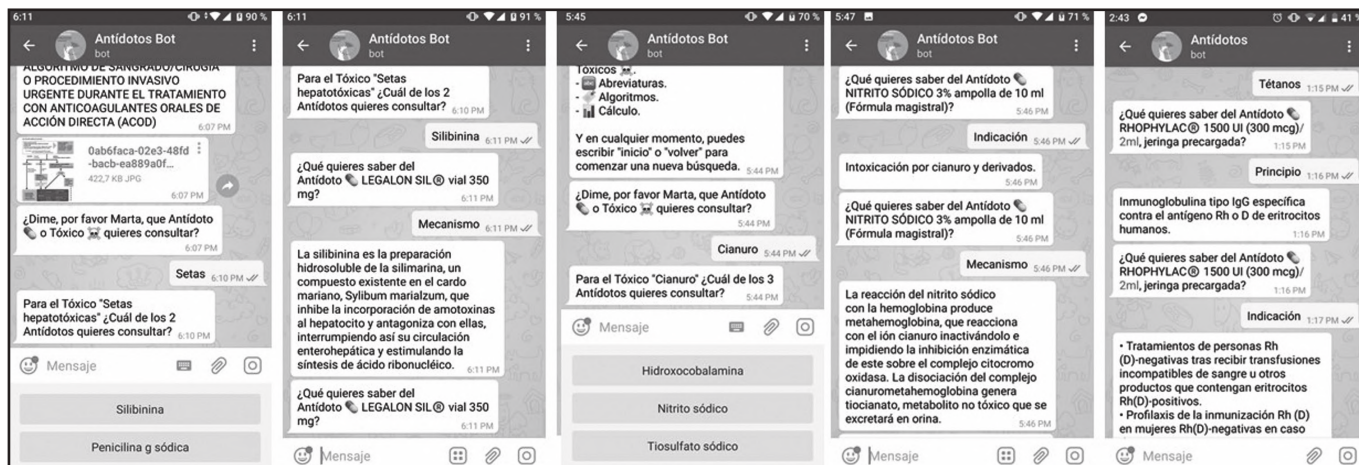 6:11
90 %
Antídotos Bot
bot
ALGORITMO DE SANGRADO/CIRUGÍA
O PROCEDIMIENTO INVASIVO
URGENTE DURANTE EL TRATAMIENTO
CON ANTICOAGULANTES ORALES DE
ACCIÓN DIRECTA (ACOD)
6:07 PM
0ab6faca-02e3-48fd
-bacb-ea889a0f...
422,7 KB JPG
6:07 PM
¿Dime, por favor Marta, que Antídoto
o Tóxico quieres consultar?
6:07 PM
Setas 6:10 PM
Para el Tóxico "Setas
hepatotóxicas" ¿Cuál de los 2
Antídotos quieres consultar? 6:10 PM
Mensaje
Silibinina
Penicilina g sódica
6:11
91 %
Antídotos Bot
bot
Para el Tóxico "Setas
hepatotóxicas" ¿Cuál de los 2
Antídotos quieres consultar? 6:10 PM
Silibinina 6:11 PM
¿Qué quieres saber del
Antídoto LEGALON SIL® vial 350
mg? 6:11 PM
Mecanismo 6:11 PM
La silibinina es la preparación
hidrosoluble de la silimarina, un
compuesto existente en el cardo
mariano, Sylibum marialzum, que
inhibe la incorporación de amotoxinas
al hepatocito y antagoniza con ellas,
interrumpiendo así su circulación
enterohepática y estimulando la
síntesis de ácido ribonucléico. 6:11 PM
¿Qué quieres saber del
Antídoto LEGALON SIL® vial 350
mg? 6:11 PM
Mensaje
5:45
70 %
Antídotos Bot
bot
Tóxicos .
- Abreviaturas.
- Algoritmos.
- Cálculo.
Y en cualquier momento, puedes
escribir "inicio" o "volver" para
comenzar una nueva búsqueda.
5:44 PM
¿Dime, por favor Marta, que Antídoto
o Tóxico quieres consultar?
5:44 PM
Cianuro 5:44 PM
Para el Tóxico "Cianuro" ¿Cuál de los 3
Antídotos quieres consultar? 5:44 PM
Mensaje
Hidroxocobalamina
Nitrito sódico
Tiosulfato sódico
5:47
71 %
Antídotos Bot
bot
¿Qué quieres saber del Antídoto
NITRITO SÓDICO 3% ampolla de 10 ml
(Fórmula magistral)? 5:46 PM
Indicación 5:46 PM
Intoxicación por cianuro y derivados.
5:46 PM
¿Qué quieres saber del Antídoto
NITRITO SÓDICO 3% ampolla de 10 ml
(Fórmula magistral)? 5:46 PM
Mecanismo 5:46 PM
La reacción del nitrito sódico
con la hemoglobina produce
metahemoglobina, que reacciona
con el ión cianuro inactivándolo e
impidiendo la inhibición enzimática
de este sobre el complejo citocromo
oxidasa. La disociación del complejo
cianurometahemoglobina genera
tiocianato, metabolito no tóxico que se
excretará en orina. 5:46 PM
Mensaje
2:43
41 %
Antídotos
bot
Tétanos 1:15 PM
¿Qué quieres saber del Antídoto
RHOPHYLAC® 1500 UI (300 mcg)/
2ml, jeringa precargada? 1:15 PM
Principio 1:16 PM
Inmunoglobulina tipo IgG específica
contra el antígeno Rh o D de eritrocitos
humanos. 1:16 PM
¿Qué quieres saber del Antídoto
RHOPHYLAC® 1500 UI (300 mcg)/
2ml, jeringa precargada? 1:16 PM
Indicación 1:17 PM
• Tratamientos de personas Rh
(D)-negativas tras recibir transfusiones
incompatibles de sangre u otros
productos que contengan eritrocitos
Rh(D)-positivos.
• Profilaxis de la inmunización Rh (D)
en mujeres Rh(D)-negativas en caso
Mensaje